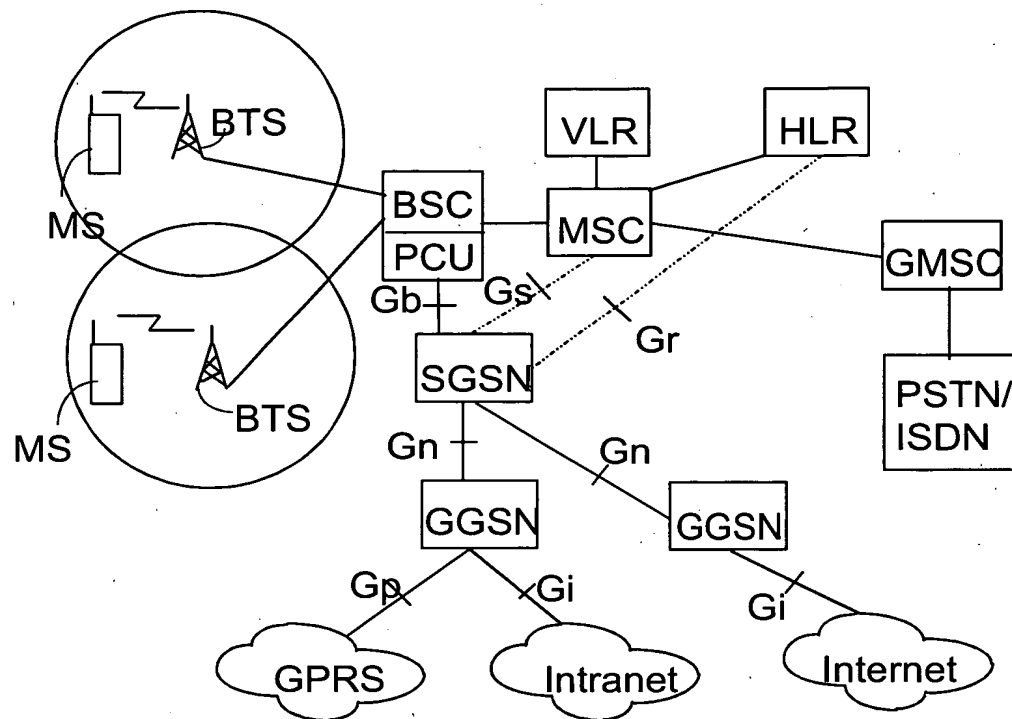 BTS
VLR
HLR
MS
BSC
MSC
PCU
GMSC
Gb
Gs
Gr
SGSN
BTS
PSTN/
ISDN
MS
Gn
Gn
GGSN
GGSN
Gp
Gi
Gi
GPRS
Intranet
Internet